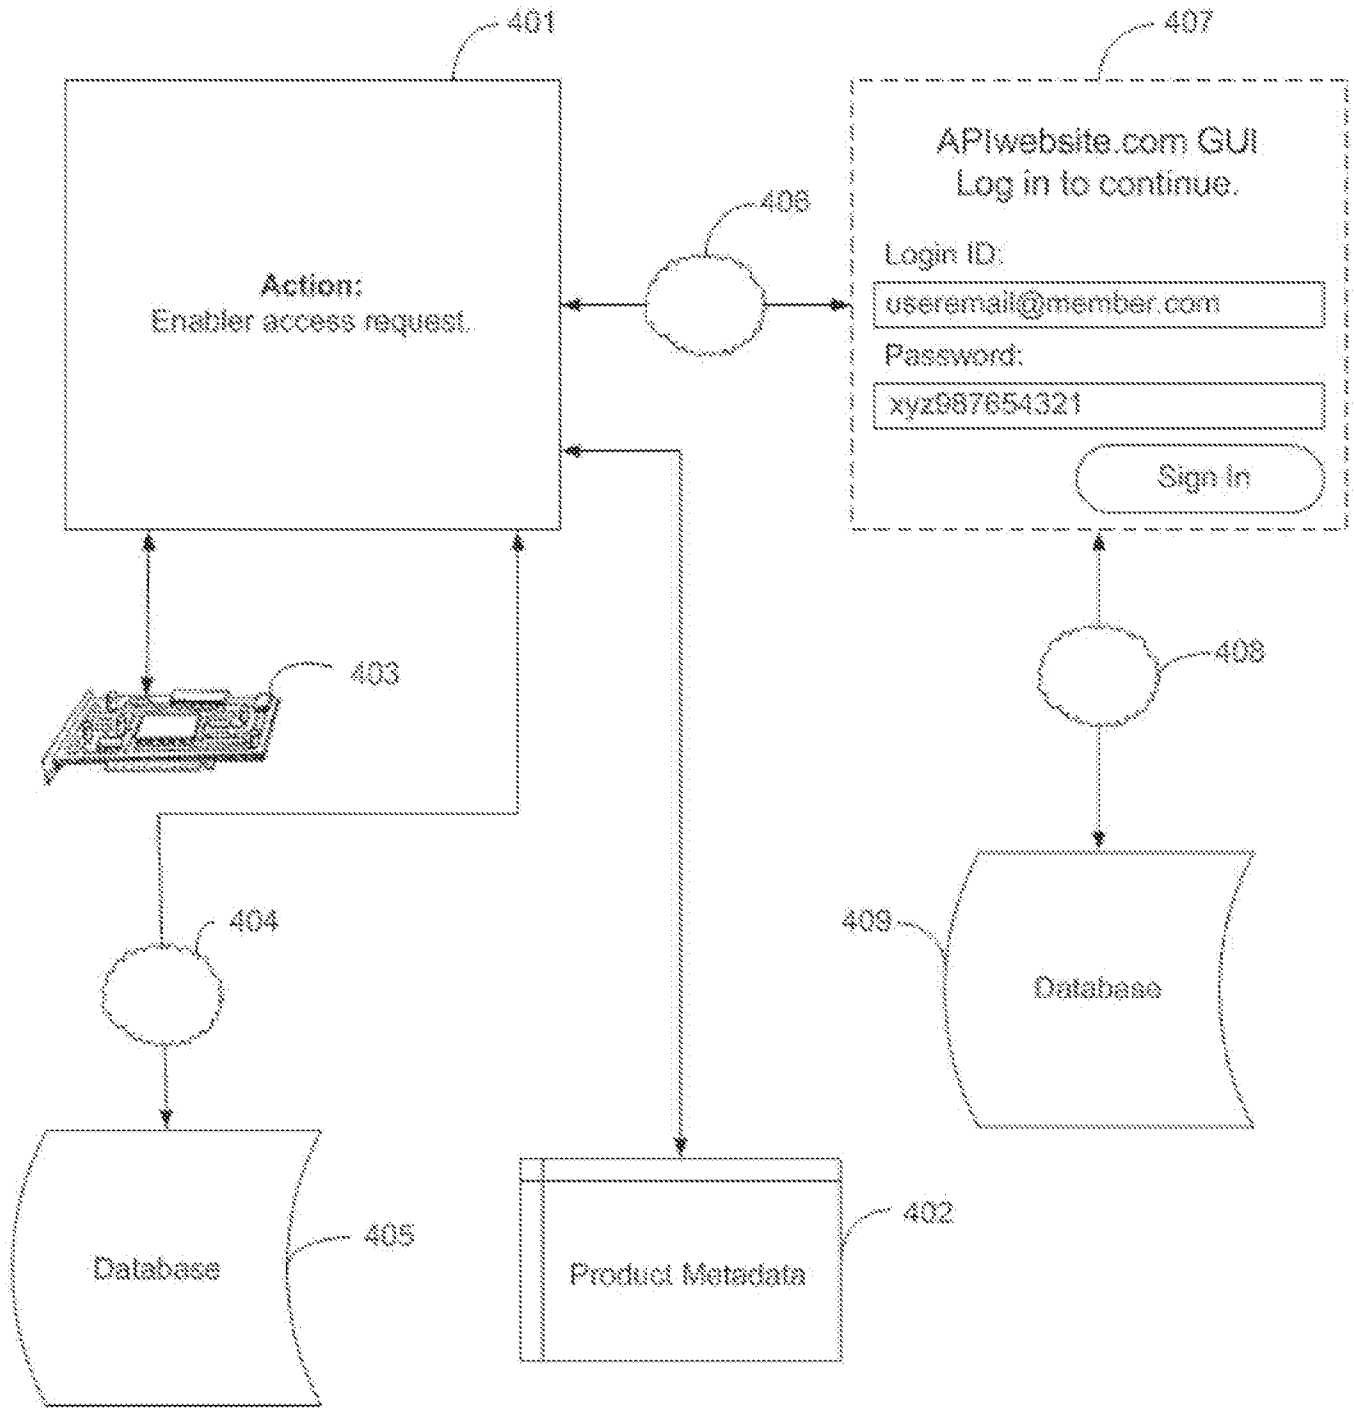 401
407
APIwebsite.com GUI
Log in to continue.
406
Login ID:
Action:
Enabler access request.
useremail@member.com
Password:
xyz987654321
Sign In
408
403
404
409
Database
402
405
Database
Product Metadata